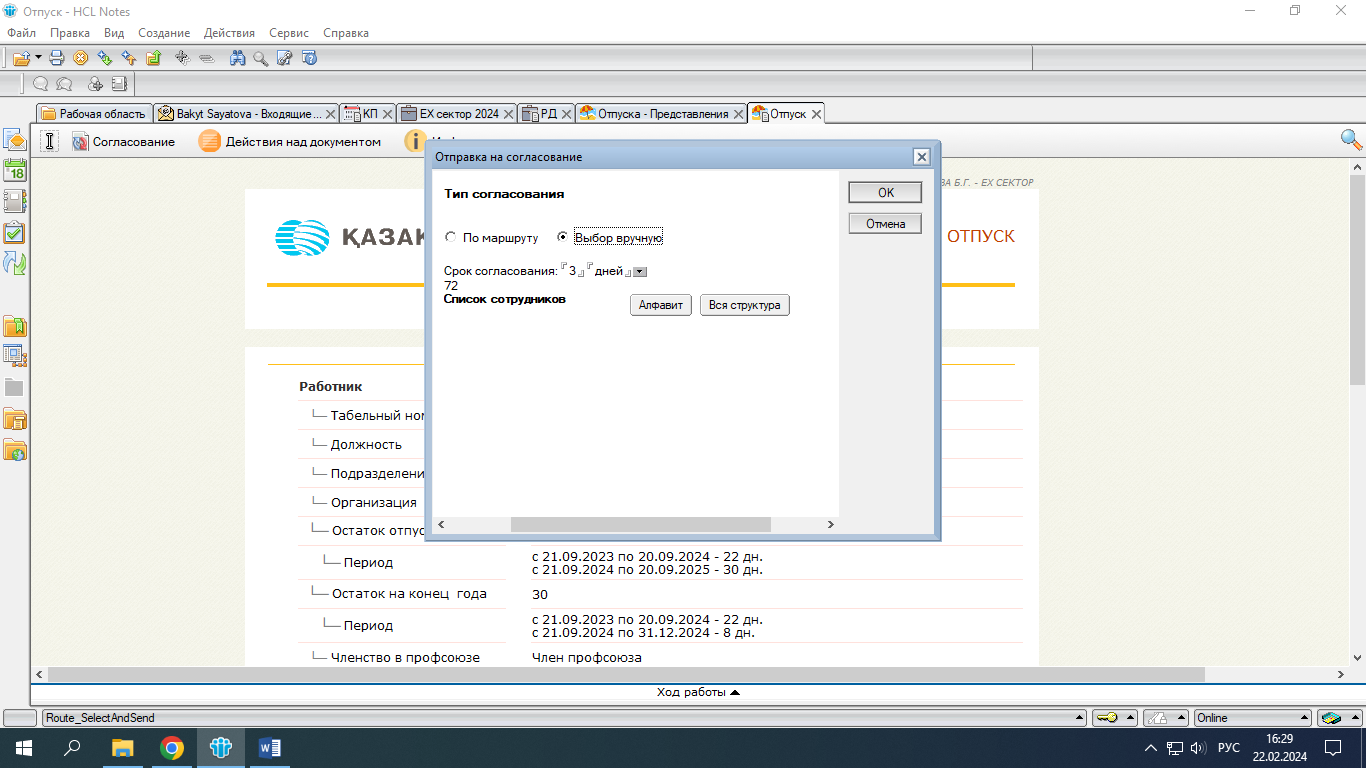 Отпуск - HCL Notes
Файл Правка Вид Создание Действия Сервис Справка
Рабочая область Bakyt Sayatova - Входящие ... КП EX сектор 2024 РД Отпуска - Представления Отпуск
Согласование Действия над документом
18
Отправка на согласование
Тип согласования
OK
По маршруту Выбор вручную
Отмена
Срок согласования: 3 дней
72
Список сотрудников Алфавит Вся структура
ВА Б.Г. - EX СЕКТОР
ҚАЗАҚ
ОТПУСК
Работник
Табельный ном
Должность
Подразделени
Организация
Остаток отпус
Период
с 21.09.2023 по 20.09.2024 - 22 дн.
с 21.09.2024 по 20.09.2025 - 30 дн.
Остаток на конец года 30
Период
с 21.09.2023 по 20.09.2024 - 22 дн.
с 21.09.2024 по 31.12.2024 - 8 дн.
Членство в профсоюзе Член профсоюза
Ход работы
Route_SelectAndSend Online
РУС
16:29
22.02.2024